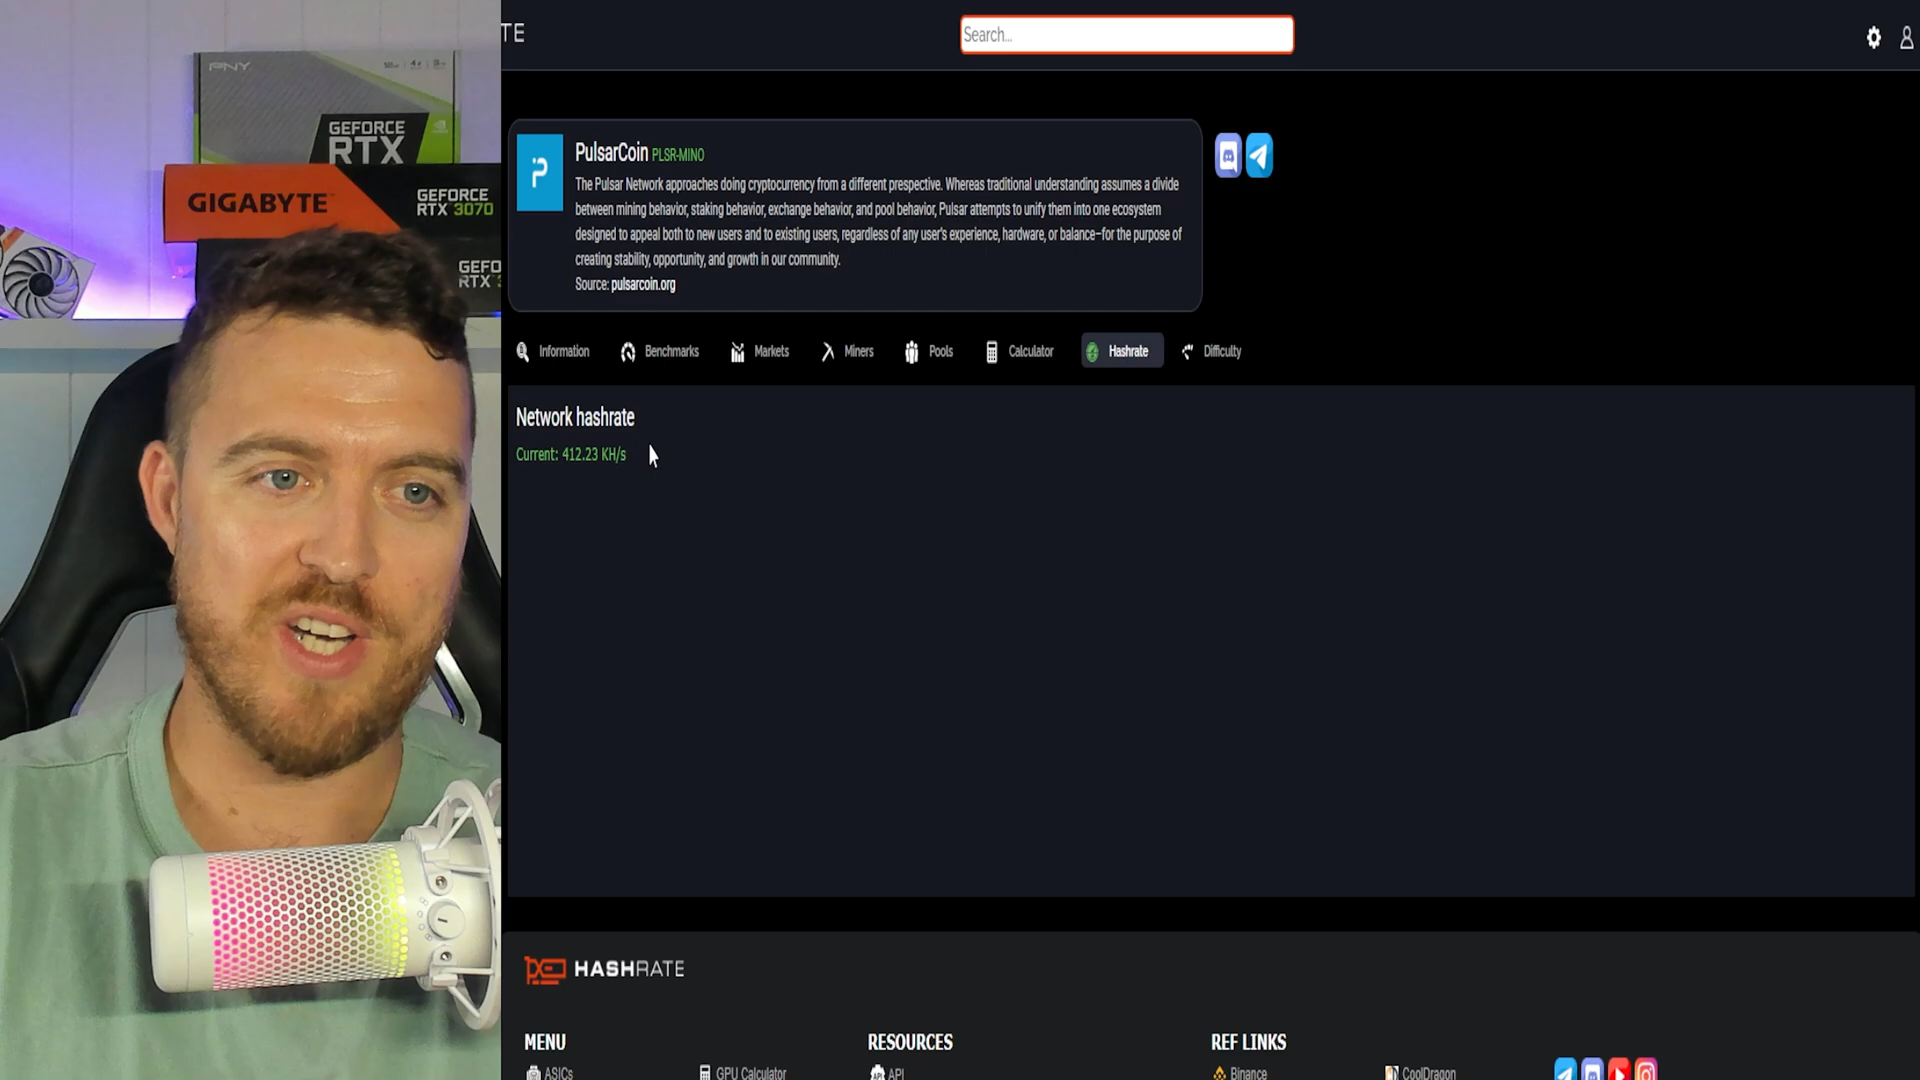 PNY
GEFORCE
RTX
GIGABYTE
GEFORCE
RTX 3070
GEFO
RTX
TE
Search...
PulsarCoin PLSR-MINO
The Pulsar Network approaches doing cryptocurrency from a different prespective. Whereas traditional understanding assumes a divide
between mining behavior, staking behavior, exchange behavior, and pool behavior, Pulsar attempts to unify them into one ecosystem
designed to appeal both to new users and to existing users, regardless of any user's experience, hardware, or balance–for the purpose of
creating stability, opportunity, and growth in our community.
Source: pulsarcoin.org
Information Benchmarks Markets Miners Pools Calculator Hashrate Difficulty
Network hashrate
Current: 412.23 KH/s
HASHRATE
MENU RESOURCES REF LINKS
ASICs GPU Calculator API Binance CoolDragon